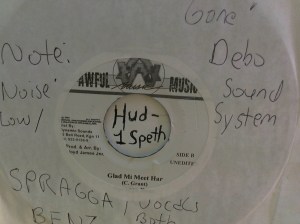 Gone'
Note:
Debo
Noise
Sound
Low/
System
AWFUL MUSIC
Hud-
1 Speth
SIDE B
Glad Mi Meet Har
(C. Grant)
SPRAGGA / vocals
BENZ Both